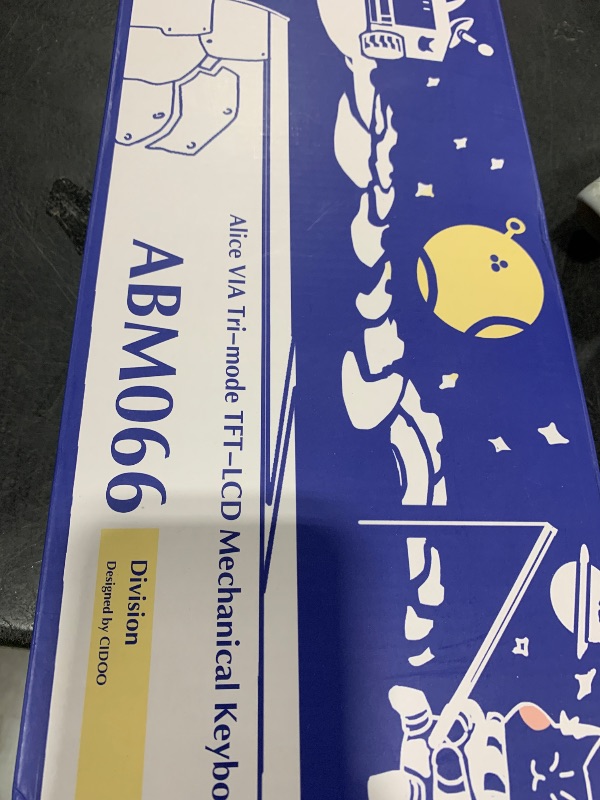 Alice VIA Tri-mode TFT-LCD Mechanical Keybo
ABM066
Division
Designed by CIDOO